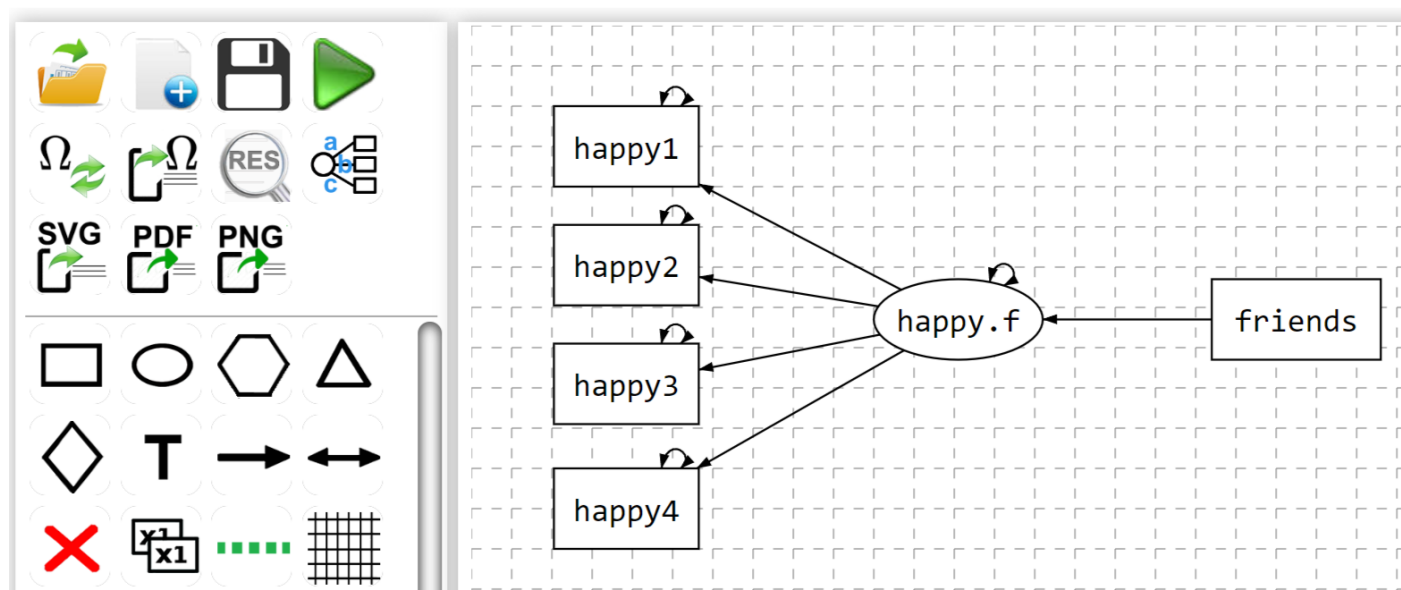 Ω
Ω
RES
a
b
c
SVG
PDF
PNG
T
x1
x1
happy1
happy2
happy3
happy4
happy.f
friends